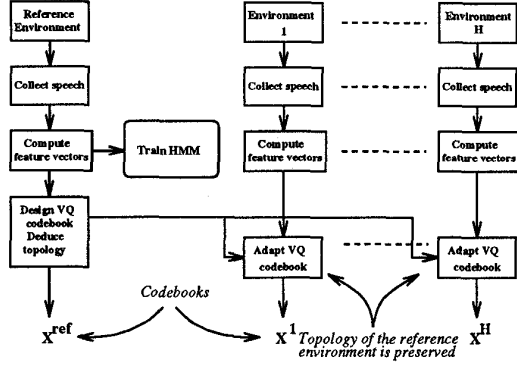 Reference
Environment
Environment
1
Environment
H
Collect speech
Collect speech
Collect speech
Compute
feature vectors
Train HMM
Compute
feature vectors
Compute
feature vectors
Design VQ
codebook
Deduce
topology
Adapt VQ
codebook
Adapt VQ
codebook
Codebooks
X^ref
X^1
Topology of the reference
environment is preserved
X^H